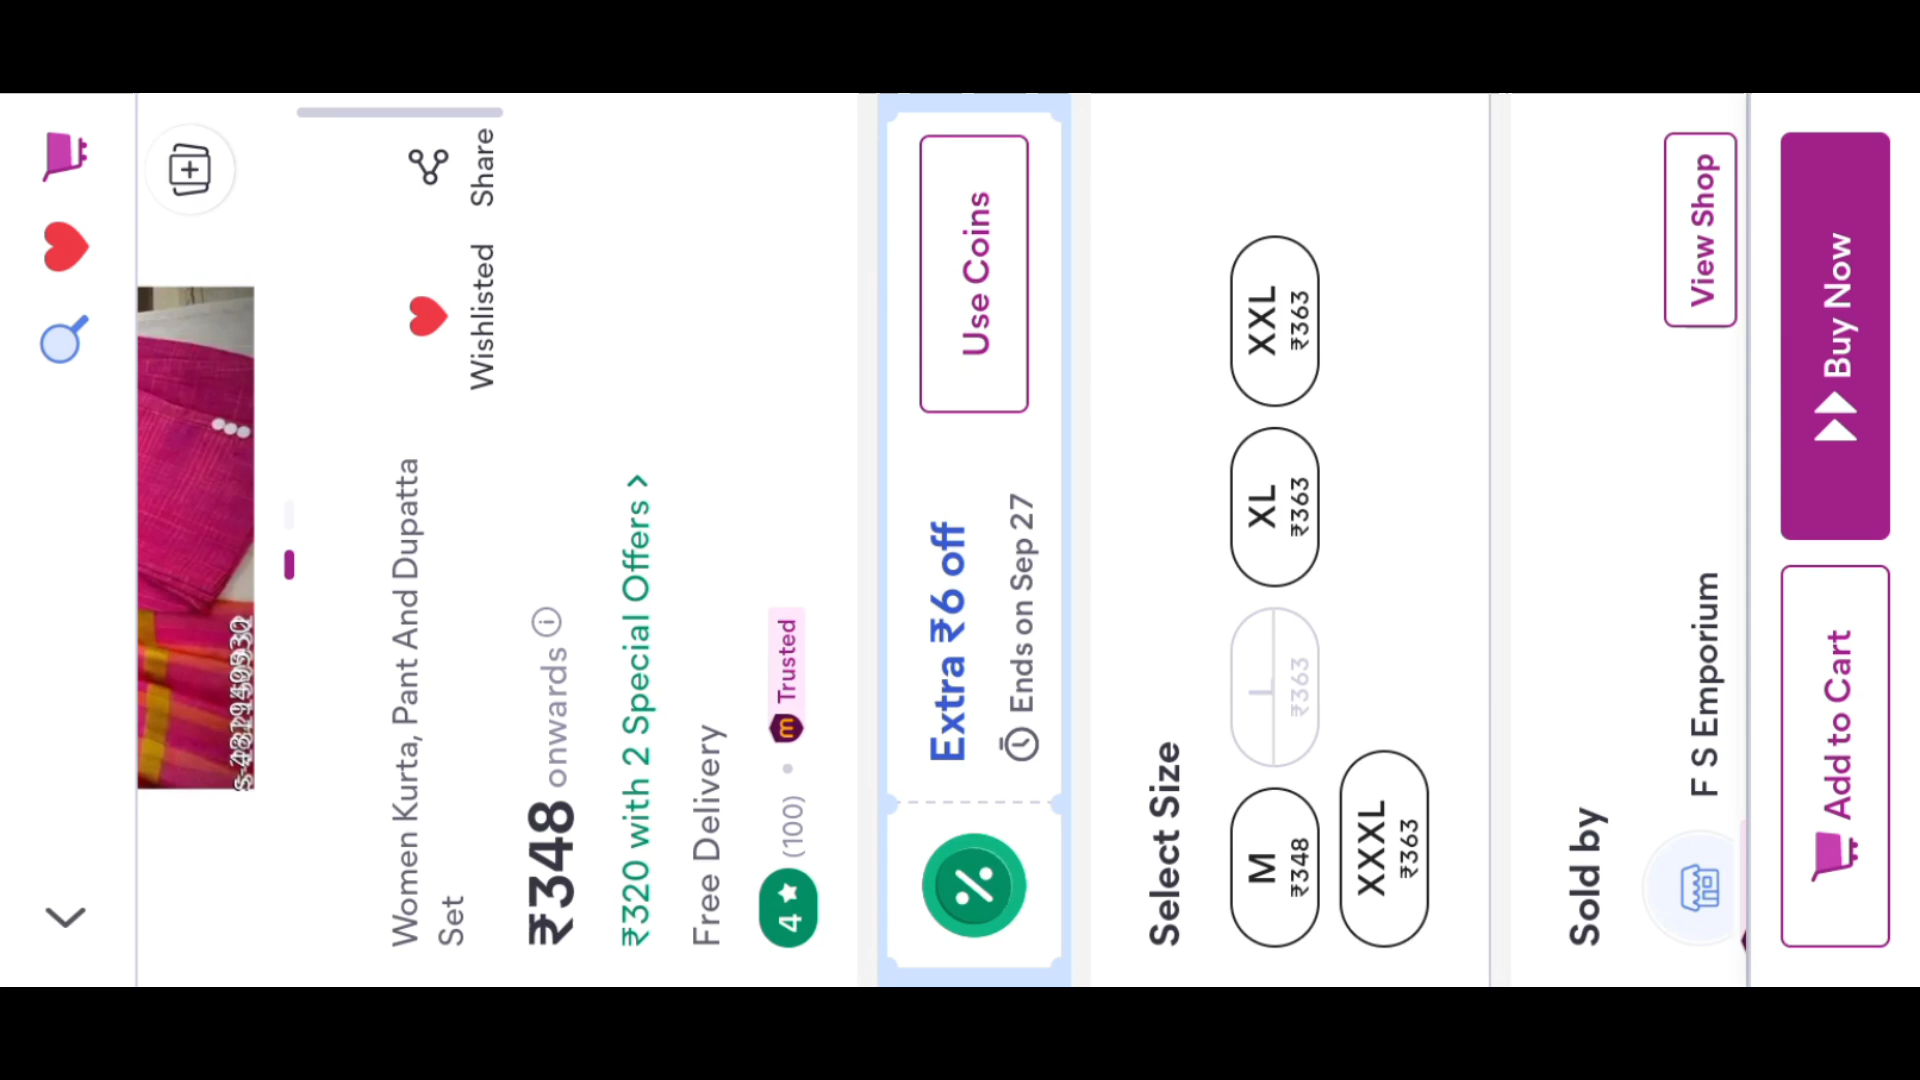 Women Kurta, Pant And Dupatta
Set
Wishlisted
Share
₹348 onwards
₹320 with 2 Special Offers >
Free Delivery
4 ★ (100) • m Trusted
Extra ₹6 off
Ends on Sep 27
Use Coins
Select Size
M
₹348
L
₹363
XL
₹363
XXL
₹363
XXXL
₹363
Sold by
F S Emporium
View Shop
Add to Cart
Buy Now